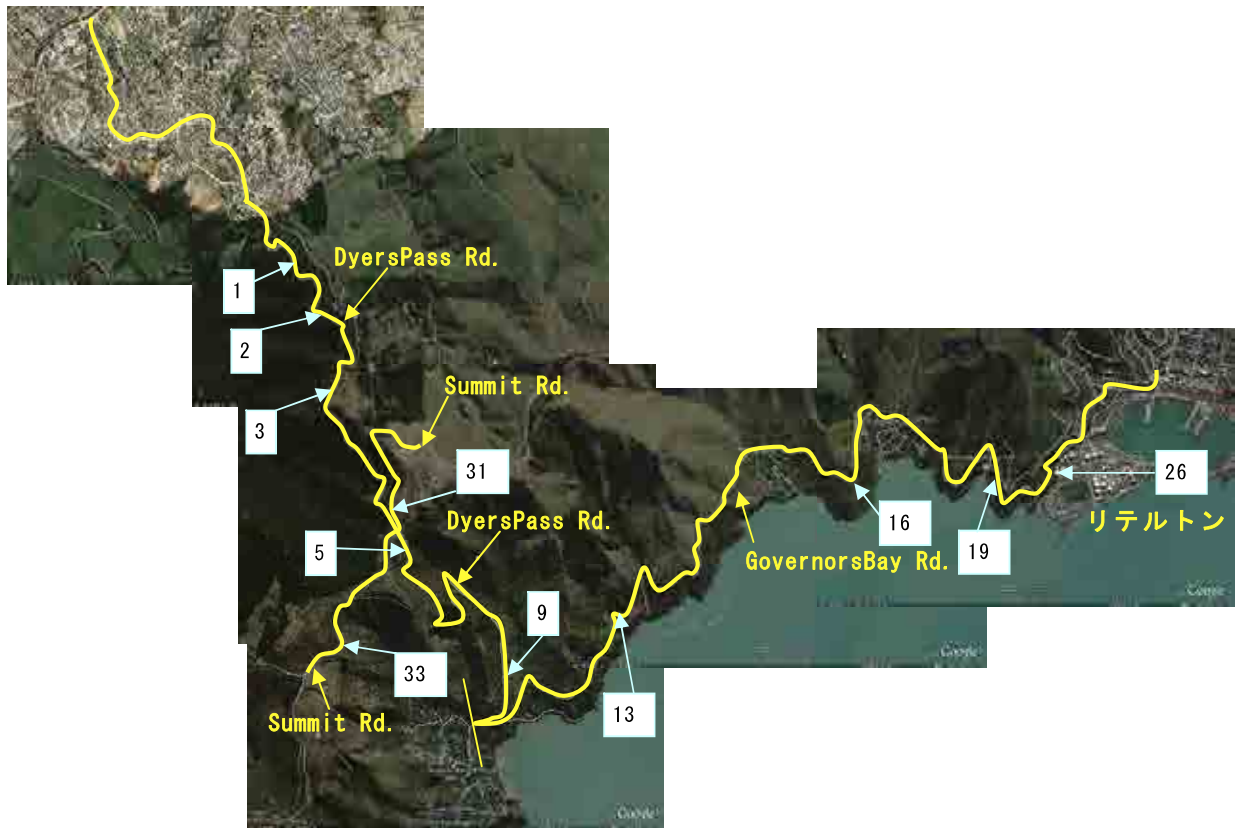 DyersPass Rd.
1
2
Summit Rd.
3
31
DyersPass Rd.
5
26
16
19
リテルトン
GovernorsBay Rd.
9
33
13
Summit Rd.
Google
Google
Google